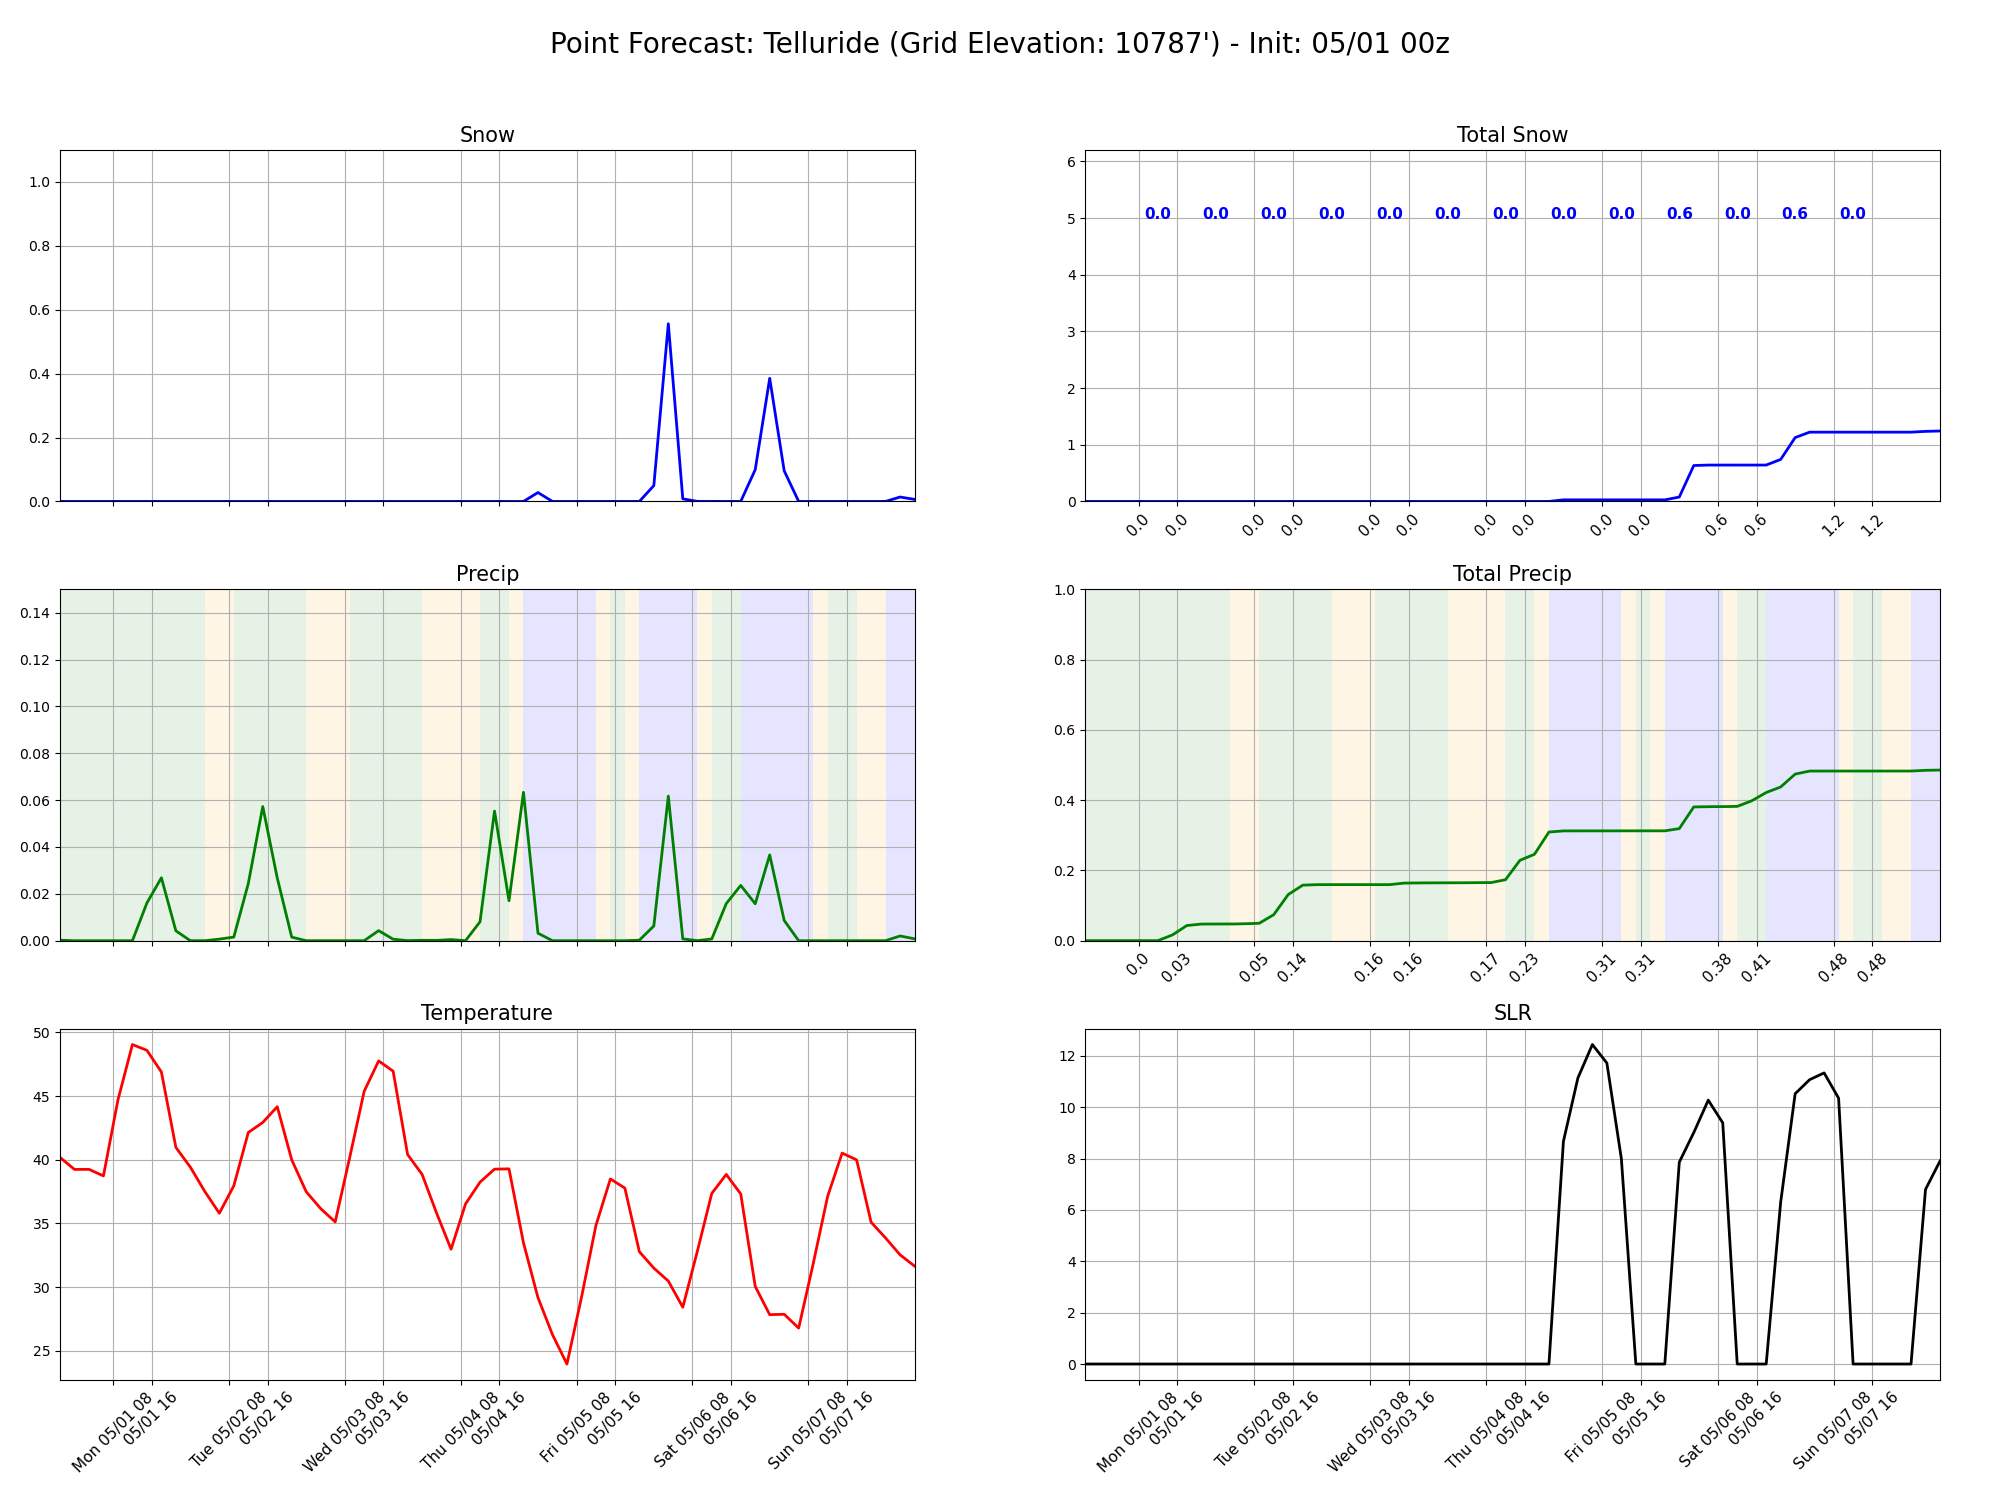 Point Forecast: Telluride (Grid Elevation: 10787') - Init: 05/01 00z
Snow
1.0
0.8
0.6
0.4
0.2
0.0
Total Snow
6
5
4
3
2
1
0
0.0 0.0 0.0 0.0 0.0 0.0 0.0 0.0 0.0 0.6 0.0 0.6 0.0
0.0 0.0 0.0 0.0 0.0 0.0 0.0 0.0 0.0 0.0 0.6 0.6 1.2 1.2
Precip
0.14
0.12
0.10
0.08
0.06
0.04
0.02
0.00
Total Precip
1.0
0.8
0.6
0.4
0.2
0.0
0.0 0.03 0.05 0.14 0.16 0.16 0.17 0.23 0.31 0.31 0.38 0.41 0.48 0.48
Temperature
50
45
40
35
30
25
Mon 05/01 08
05/01 16
Tue 05/02 08
05/02 16
Wed 05/03 08
05/03 16
Thu 05/04 08
05/04 16
Fri 05/05 08
05/05 16
Sat 05/06 08
05/06 16
Sun 05/07 08
05/07 16
SLR
12
10
8
6
4
2
0
Mon 05/01 08
05/01 16
Tue 05/02 08
05/02 16
Wed 05/03 08
05/03 16
Thu 05/04 08
05/04 16
Fri 05/05 08
05/05 16
Sat 05/06 08
05/06 16
Sun 05/07 08
05/07 16